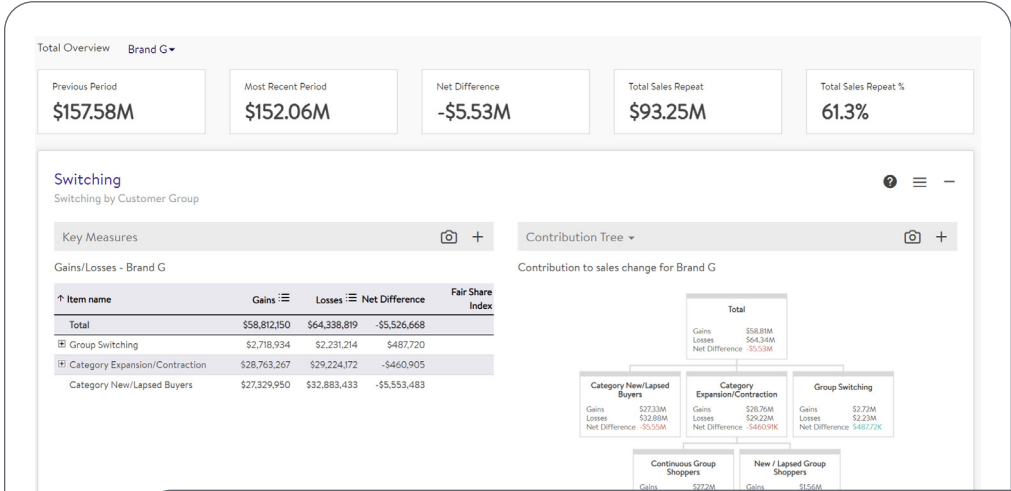 Total Overview Brand G
Previous Period
$157.58M
Most Recent Period
$152.06M
Net Difference
-$5.53M
Total Sales Repeat
$93.25M
Total Sales Repeat %
61.3%
Switching
Switching by Customer Group
Key Measures
Gains/Losses - Brand G
Item name Gains Losses Net Difference Fair Share Index
Total $58,812,150 $64,338,819 -$5,526,668
Group Switching $2,718,934 $2,231,214 $487,720
Category Expansion/Contraction $28,763,267 $29,224,172 -$460,905
Category New/Lapsed Buyers $27,329,950 $32,883,433 -$5,553,483
Contribution Tree
Contribution to sales change for Brand G
Total
Gains $58.81M
Losses $64.34M
Net Difference -$5.53M
Category New/Lapsed
Buyers
Gains $27.33M
Losses $32.88M
Net Difference -$5.55M
Category
Expansion/Contraction
Gains $28.76M
Losses $29.22M
Net Difference -$460.91K
Group Switching
Gains $2.72M
Losses $2.23M
Net Difference $487.72K
Continuous Group
Shoppers
Gains $27.2M
New / Lapsed Group
Shoppers
Gains $1.56M